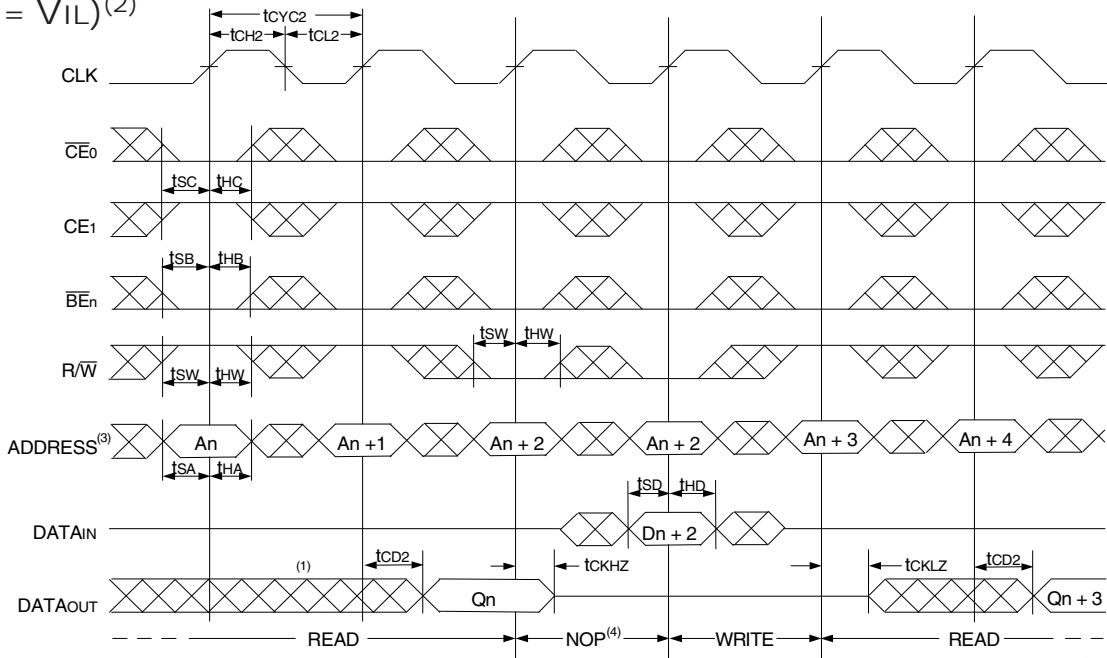 = VIL)(2)
tCYC2
tCH2 tCL2
CLK
CE0
tSC tHC
CE1
tSB tHB
BEn
tSW tHW
R/W
tSW tHW
ADDRESS(3) An An +1 An + 2 An + 2 An + 3 An + 4
tSA tHA
tSD tHD
DATAIN Dn + 2
tCD2 tCKHZ tCKLZ tCD2
(1)
DATAOUT Qn Qn + 3
READ NOP(4) WRITE READ